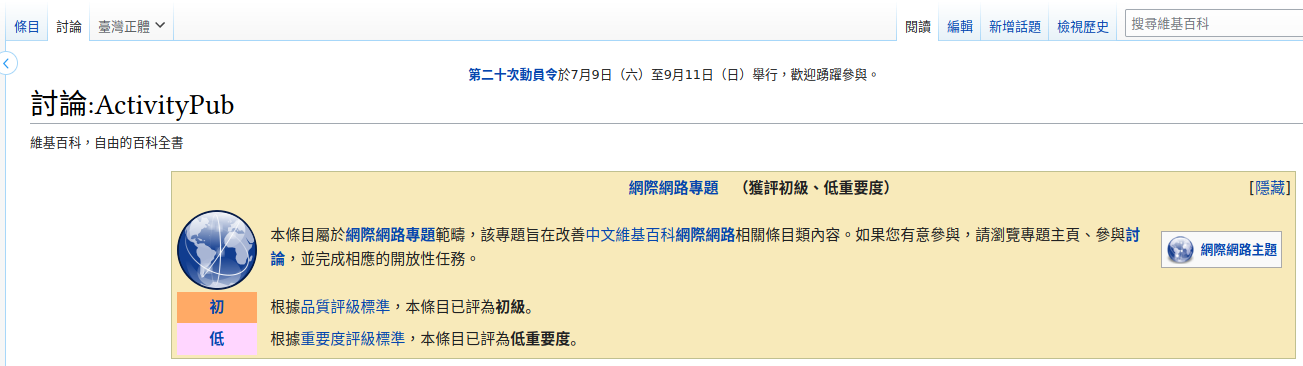 條目 討論 臺灣正體 閱讀 編輯 新增話題 檢視歷史 搜尋維基百科
第二十次動員令於7月9日（六）至9月11日（日）舉行，歡迎踴躍參與。
討論:ActivityPub
維基百科，自由的百科全書
網際網路專題 （獲評初級、低重要度） [隱藏]
本條目屬於網際網路專題範疇，該專題旨在改善中文維基百科網際網路相關條目類內容。如果您有意參與，請瀏覽專題主頁、參與討
論，並完成相應的開放性任務。
網際網路主題
初 根據品質評級標準，本條目已評為初級。
低 根據重要度評級標準，本條目已評為低重要度。